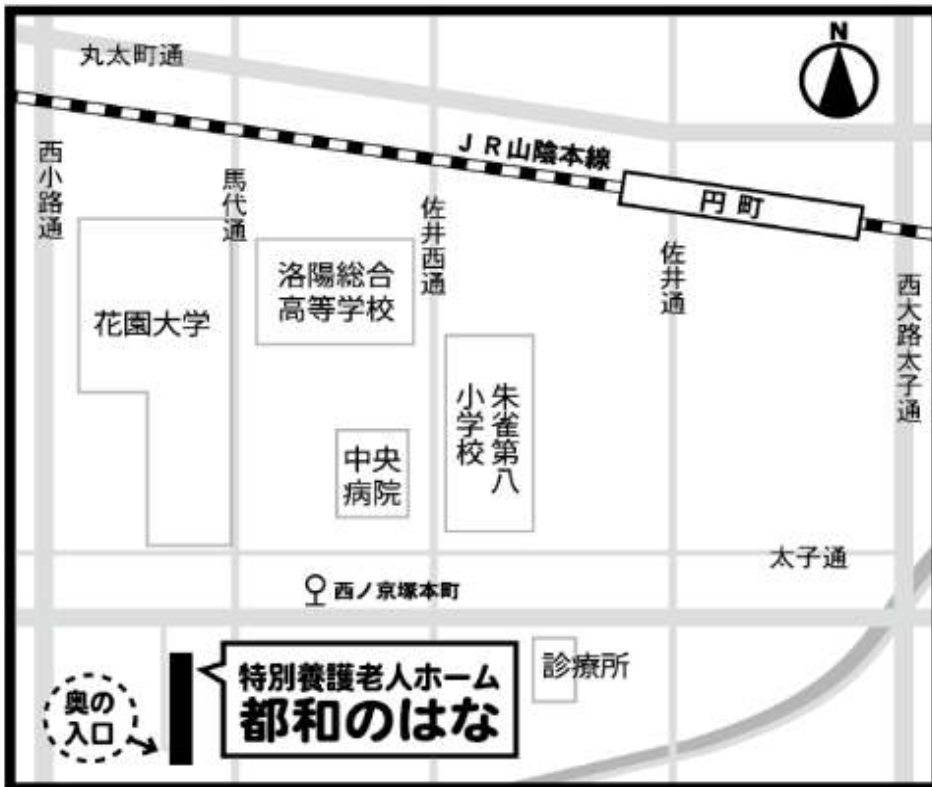 丸太町通
N
JR山陰本線
円町
西小路通
馬代通
佐井西通
佐井通
西大路太子通
花園大学
洛陽総合
高等学校
朱雀第八
小学校
中央
病院
太子通
西ノ京塚本町
特別養護老人ホーム
都和のはな
診療所
奥の
入口